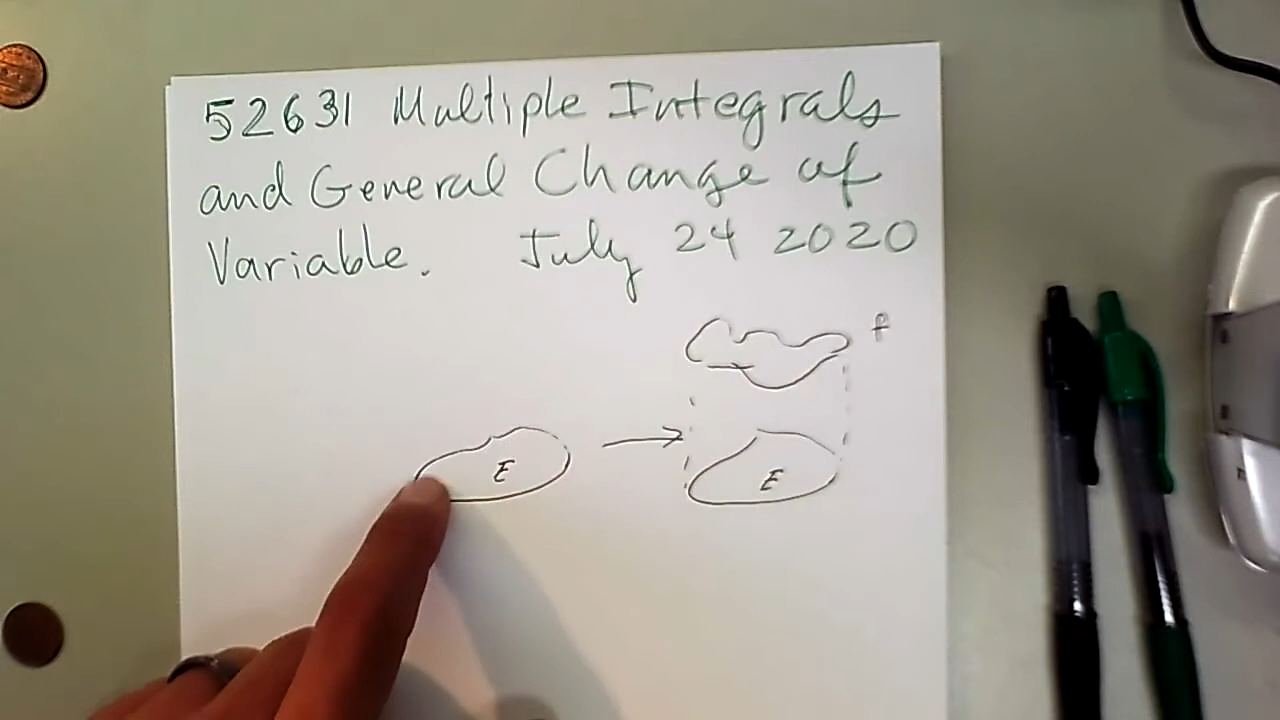 52631 Multiple Integrals
and General Change of
Variable. July 24 2020
f
E → E